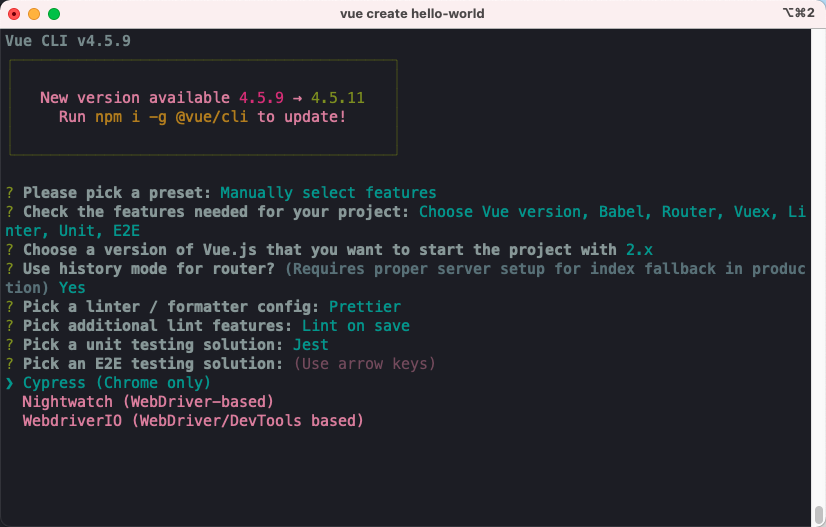 vue create hello-world
⌥⌘2
Vue CLI v4.5.9
New version available 4.5.9 → 4.5.11
Run npm i -g @vue/cli to update!
? Please pick a preset: Manually select features
? Check the features needed for your project: Choose Vue version, Babel, Router, Vuex, Li
nter, Unit, E2E
? Choose a version of Vue.js that you want to start the project with 2.x
? Use history mode for router? (Requires proper server setup for index fallback in produc
tion) Yes
? Pick a linter / formatter config: Prettier
? Pick additional lint features: Lint on save
? Pick a unit testing solution: Jest
? Pick an E2E testing solution: (Use arrow keys)
❯ Cypress (Chrome only)
Nightwatch (WebDriver-based)
WebdriverIO (WebDriver/DevTools based)